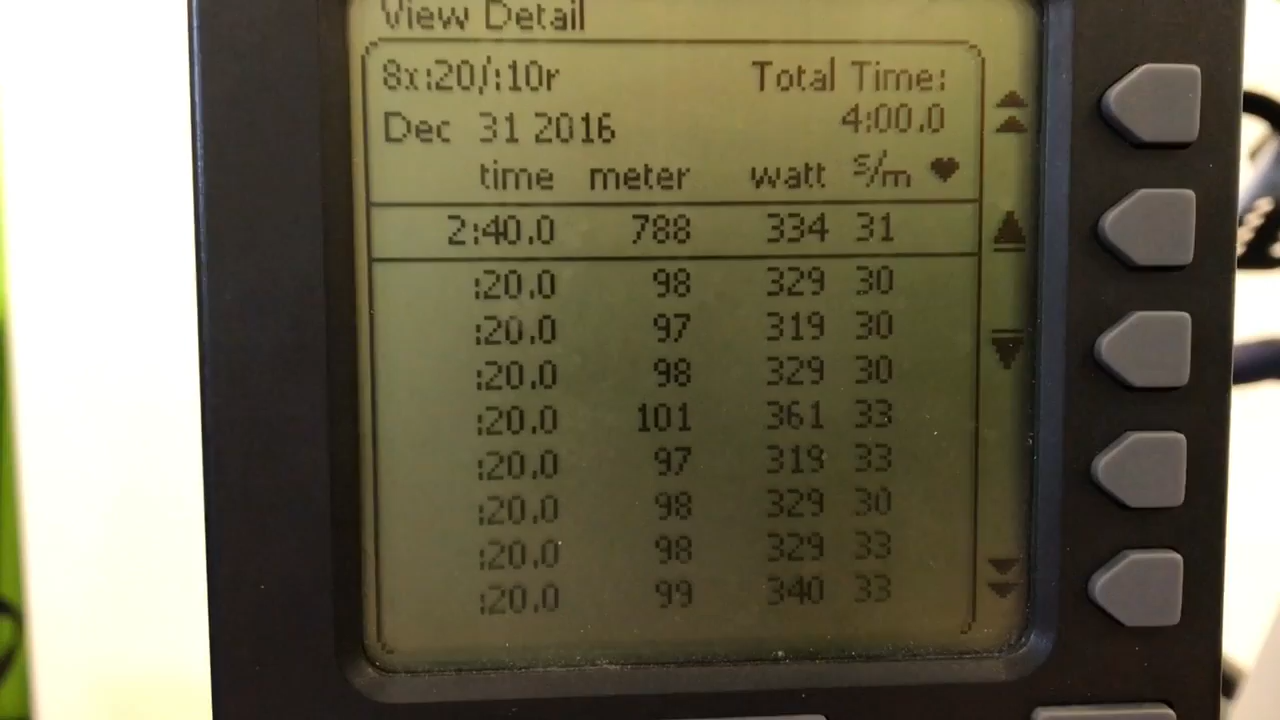 View Detail
8x:20/:10r Total Time:
Dec 31 2016 4:00.0
time meter watt s/m ♥
2:40.0 788 334 31
:20.0 98 329 30
:20.0 97 319 30
:20.0 98 329 30
:20.0 101 361 33
:20.0 97 319 33
:20.0 98 329 30
:20.0 98 329 33
:20.0 99 340 33